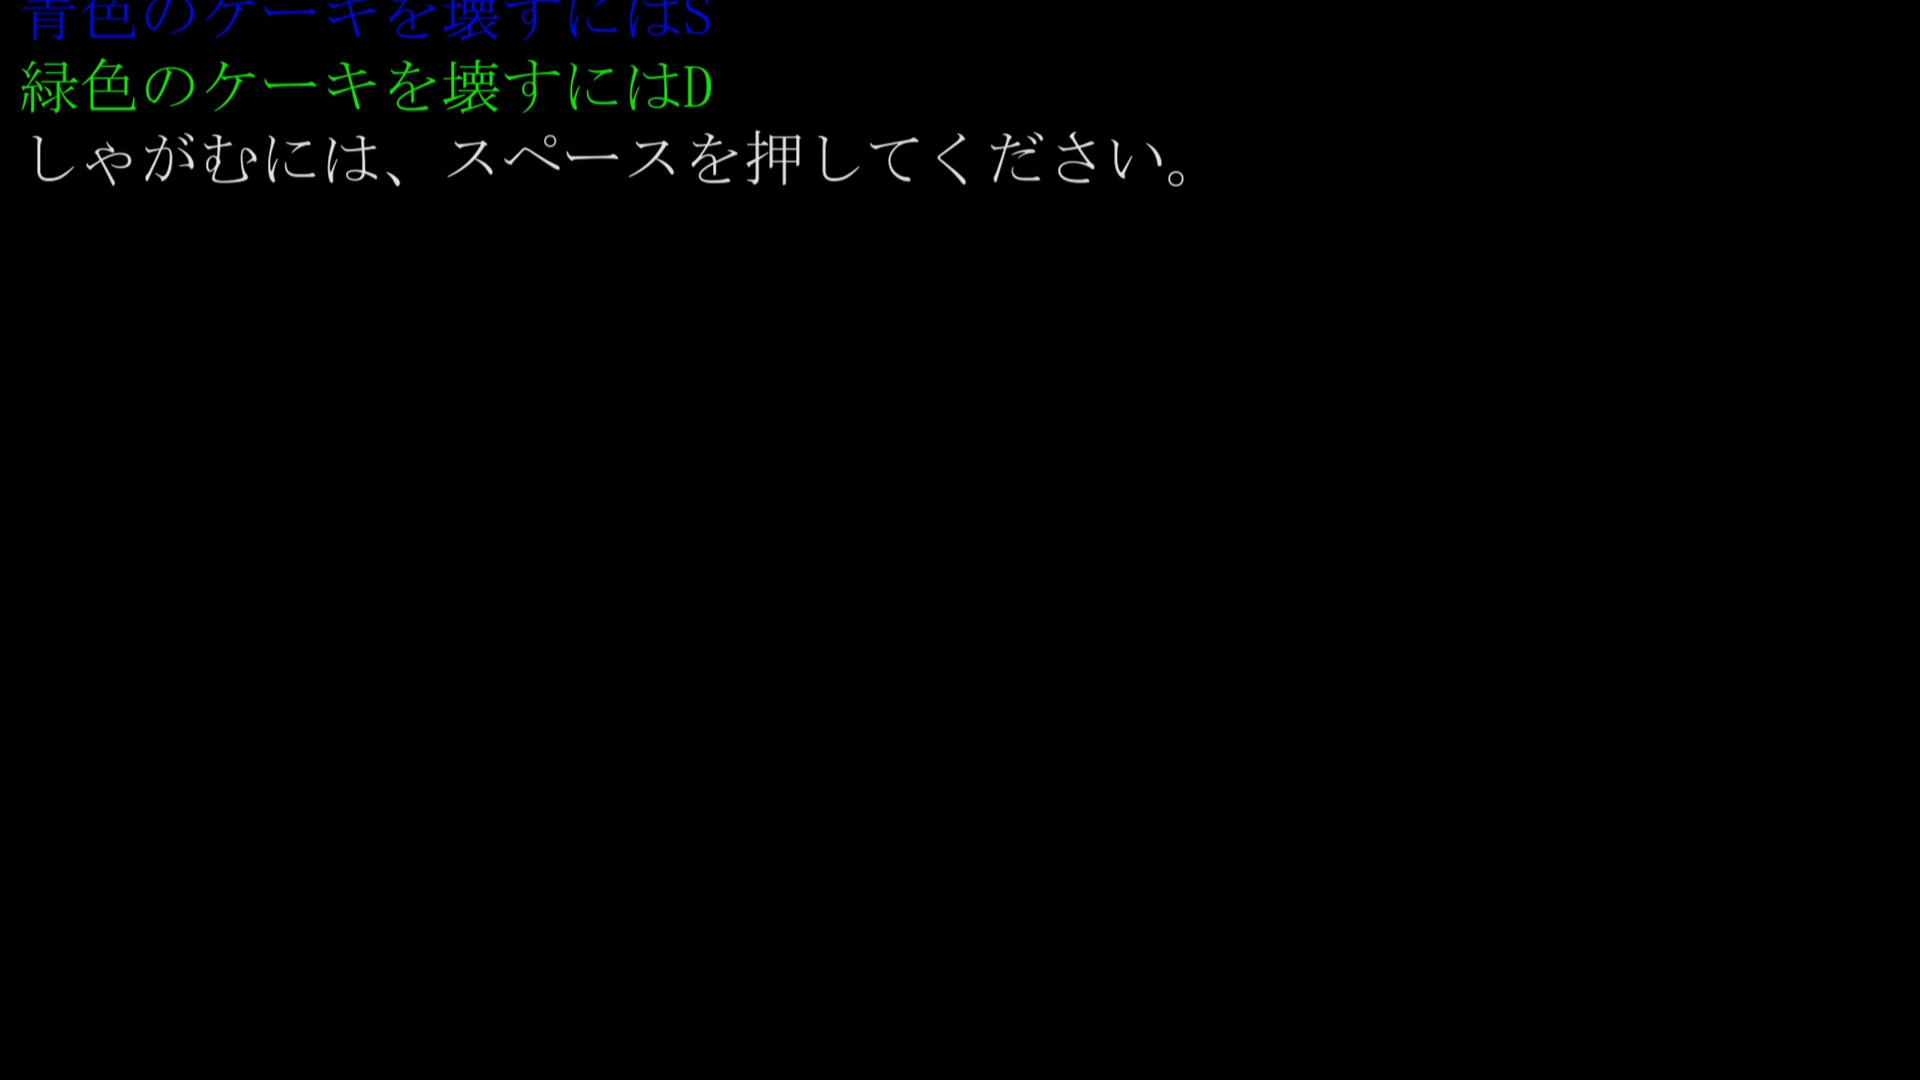 青色のケーキを壊すにはS
緑色のケーキを壊すにはD
しゃがむには、スペースを押してください。